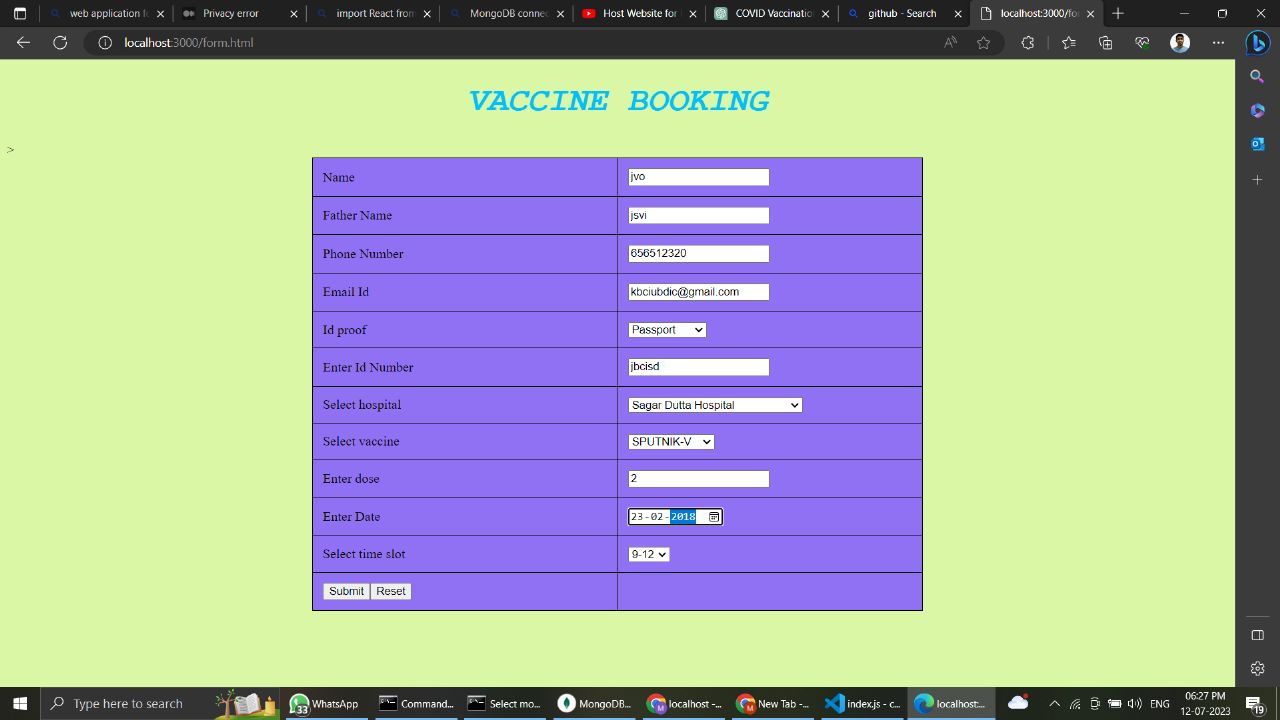 web application fo
Privacy error
import React from
MongoDB connec
Host Website for
COVID Vaccination
github - Search
localhost:3000/fo
localhost:3000/form.html
VACCINE BOOKING
>
Name jvo
Father Name jsvi
Phone Number 656512320
Email Id kbciubdic@gmail.com
Id proof Passport
Enter Id Number jbcisd
Select hospital Sagar Dutta Hospital
Select vaccine SPUTNIK-V
Enter dose 2
Enter Date 23-02-2018
Select time slot 9-12
Submit Reset
Type here to search
33
WhatsApp
Command...
Select mo...
MongoDB...
localhost -...
New Tab -...
index.js - c...
localhost:...
ENG
06:27 PM
12-07-2023
19